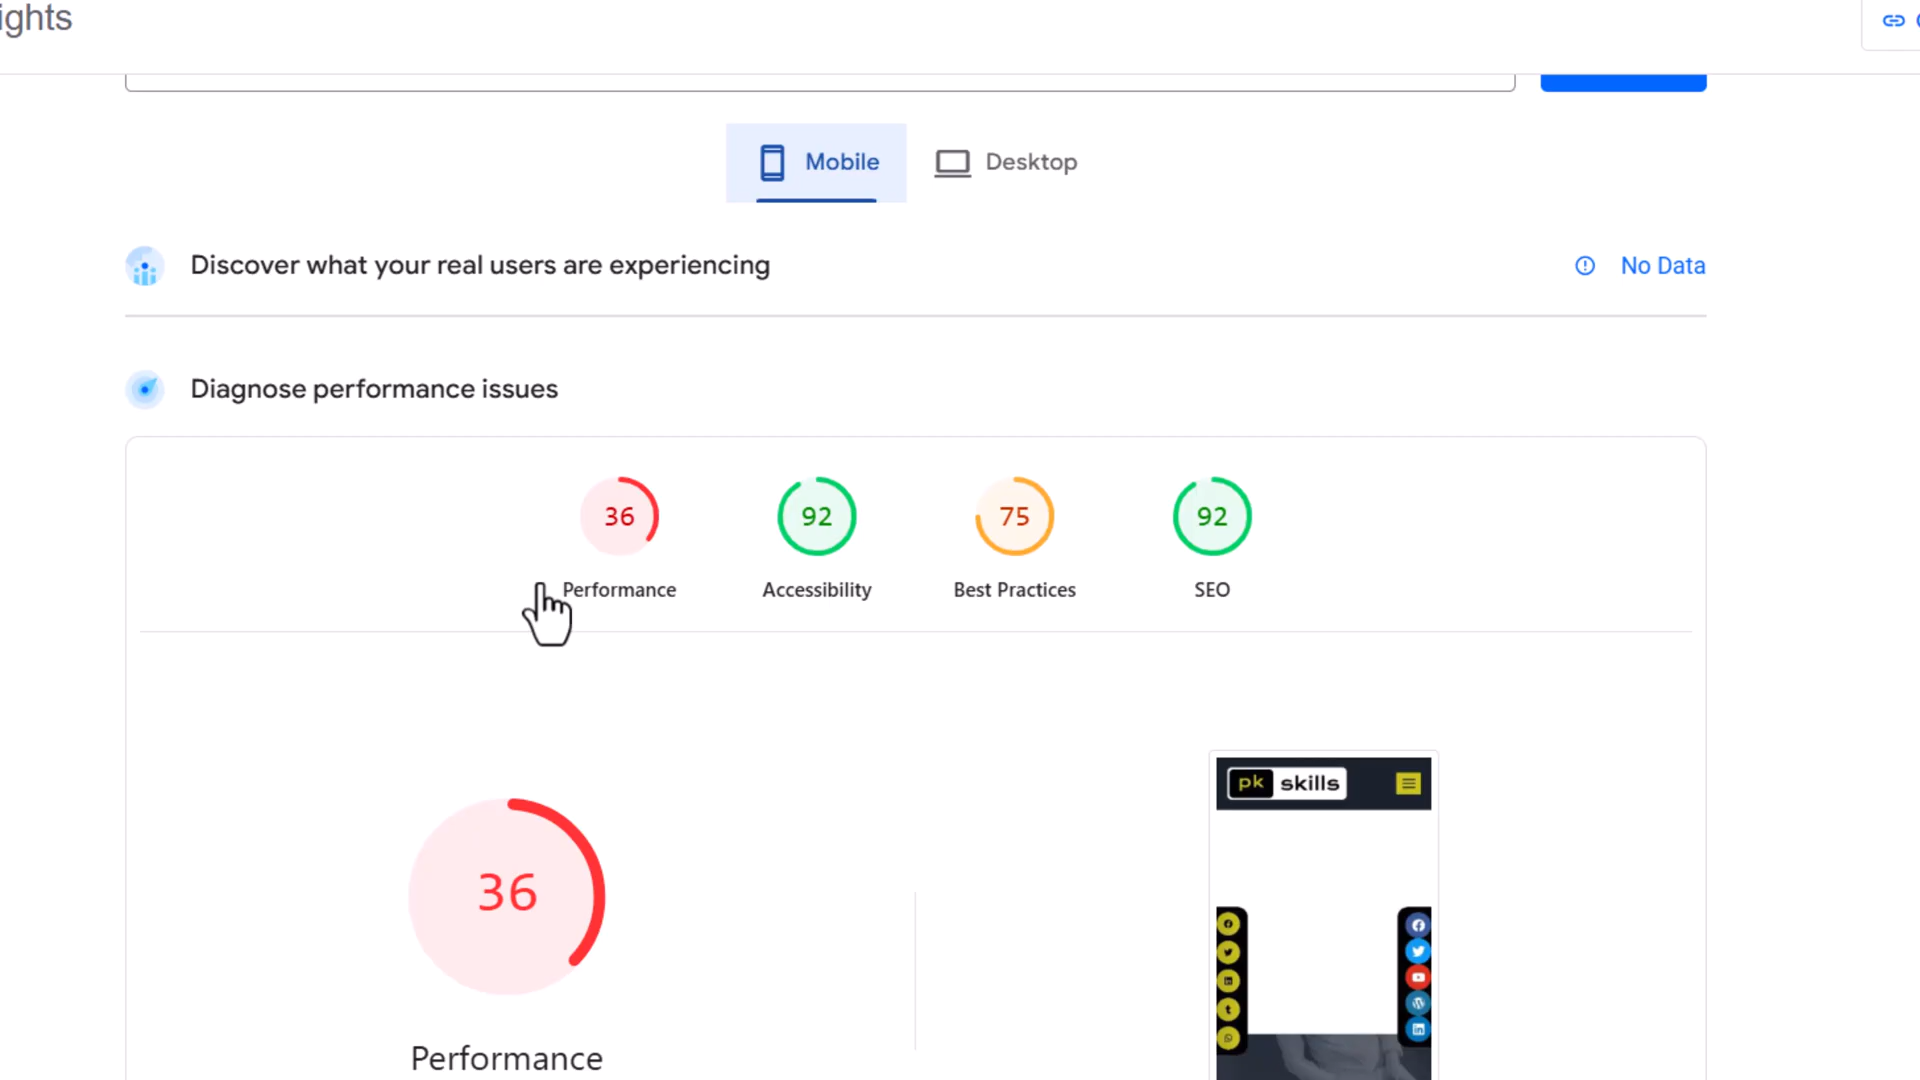 ights
Mobile
Desktop
Discover what your real users are experiencing
No Data
Diagnose performance issues
36
92
75
92
Performance
Accessibility
Best Practices
SEO
36
Performance
pk skills